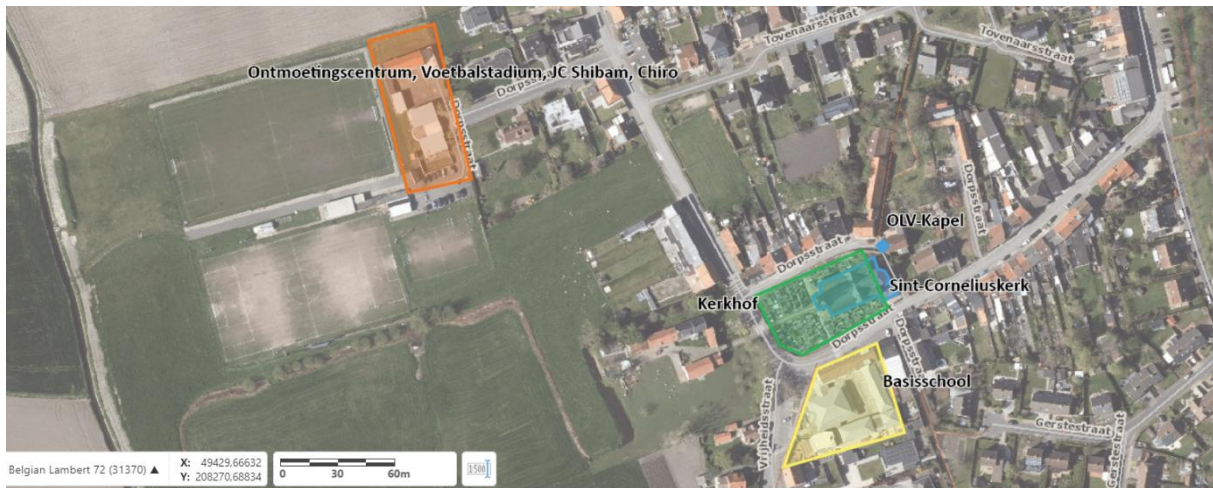 Tovenaarsstraat
Tovenaarsstraat
Ontmoetingscentrum, Voetbalstadium, JC Shibam, Chiro
Dorpsstraat
Dorpsstraat
Dorpsstraat
OLV-Kapel
Dorpsstraat
Sint-Corneliuskerk
Kerkhof
Dorpsstraat
Dorpsstraat
Basisschool
Vrijheidsstraat
Gerstestraat
Gerstestraat
Belgian Lambert 72 (31370) ▲
X: 49429,66632
Y: 208270,68834
0 30 60m
1:500